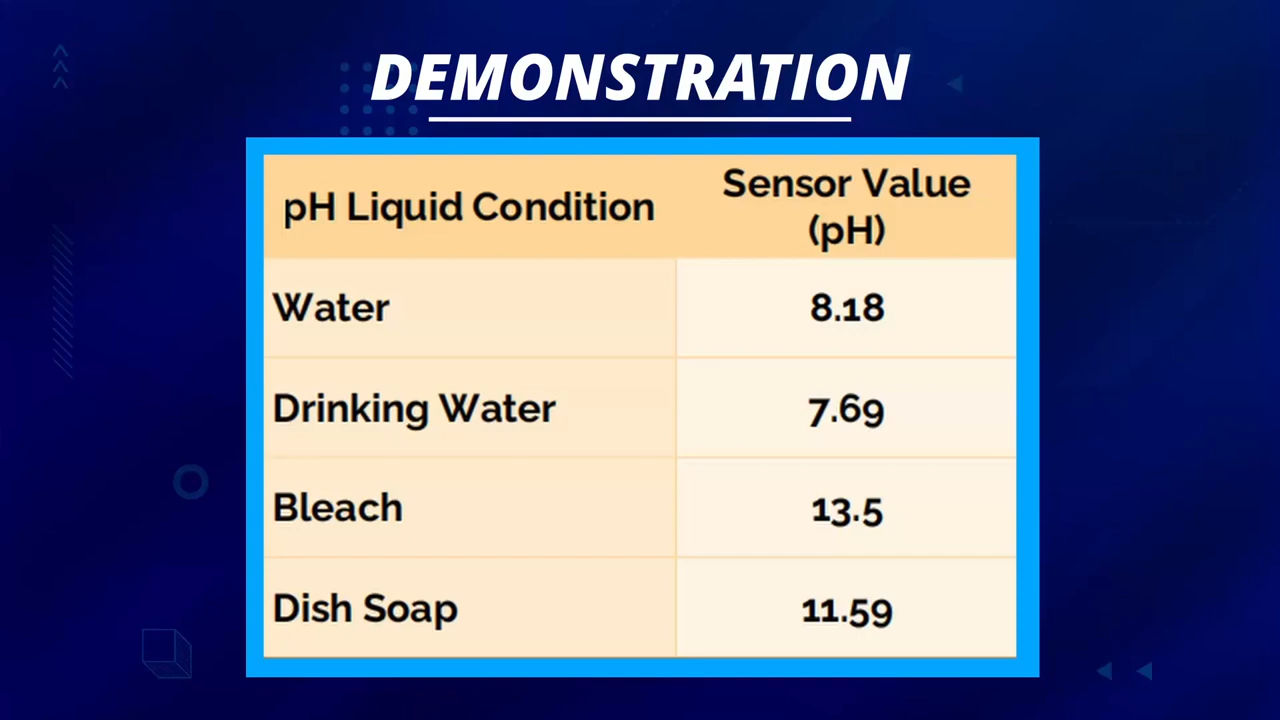 DEMONSTRATION
pH Liquid Condition
Sensor Value
(pH)
Water
8.18
Drinking Water
7.69
Bleach
13.5
Dish Soap
11.59